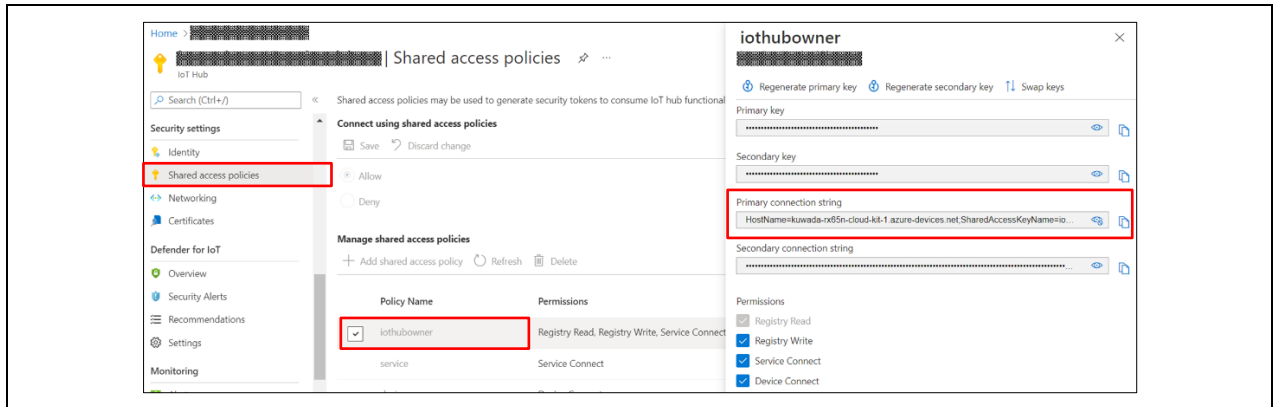 Home >
| Shared access policies ...
IoT Hub
Search (Ctrl+/)
«
Security settings
Identity
Shared access policies
Networking
Certificates
Defender for IoT
Overview
Security Alerts
Recommendations
Settings
Monitoring
Shared access policies may be used to generate security tokens to consume IoT hub functional
Connect using shared access policies
Save Discard change
Allow
Deny
Manage shared access policies
+ Add shared access policy Refresh Delete
Policy Name Permissions
iothubowner Registry Read, Registry Write, Service Connect
service Service Connect
iothubowner
Regenerate primary key Regenerate secondary key Swap keys
Primary key
Secondary key
Primary connection string
HostName=kuwada-rx65n-cloud-kit-1.azure-devices.net;SharedAccessKeyName=io...
Secondary connection string
Permissions
Registry Read
Registry Write
Service Connect
Device Connect